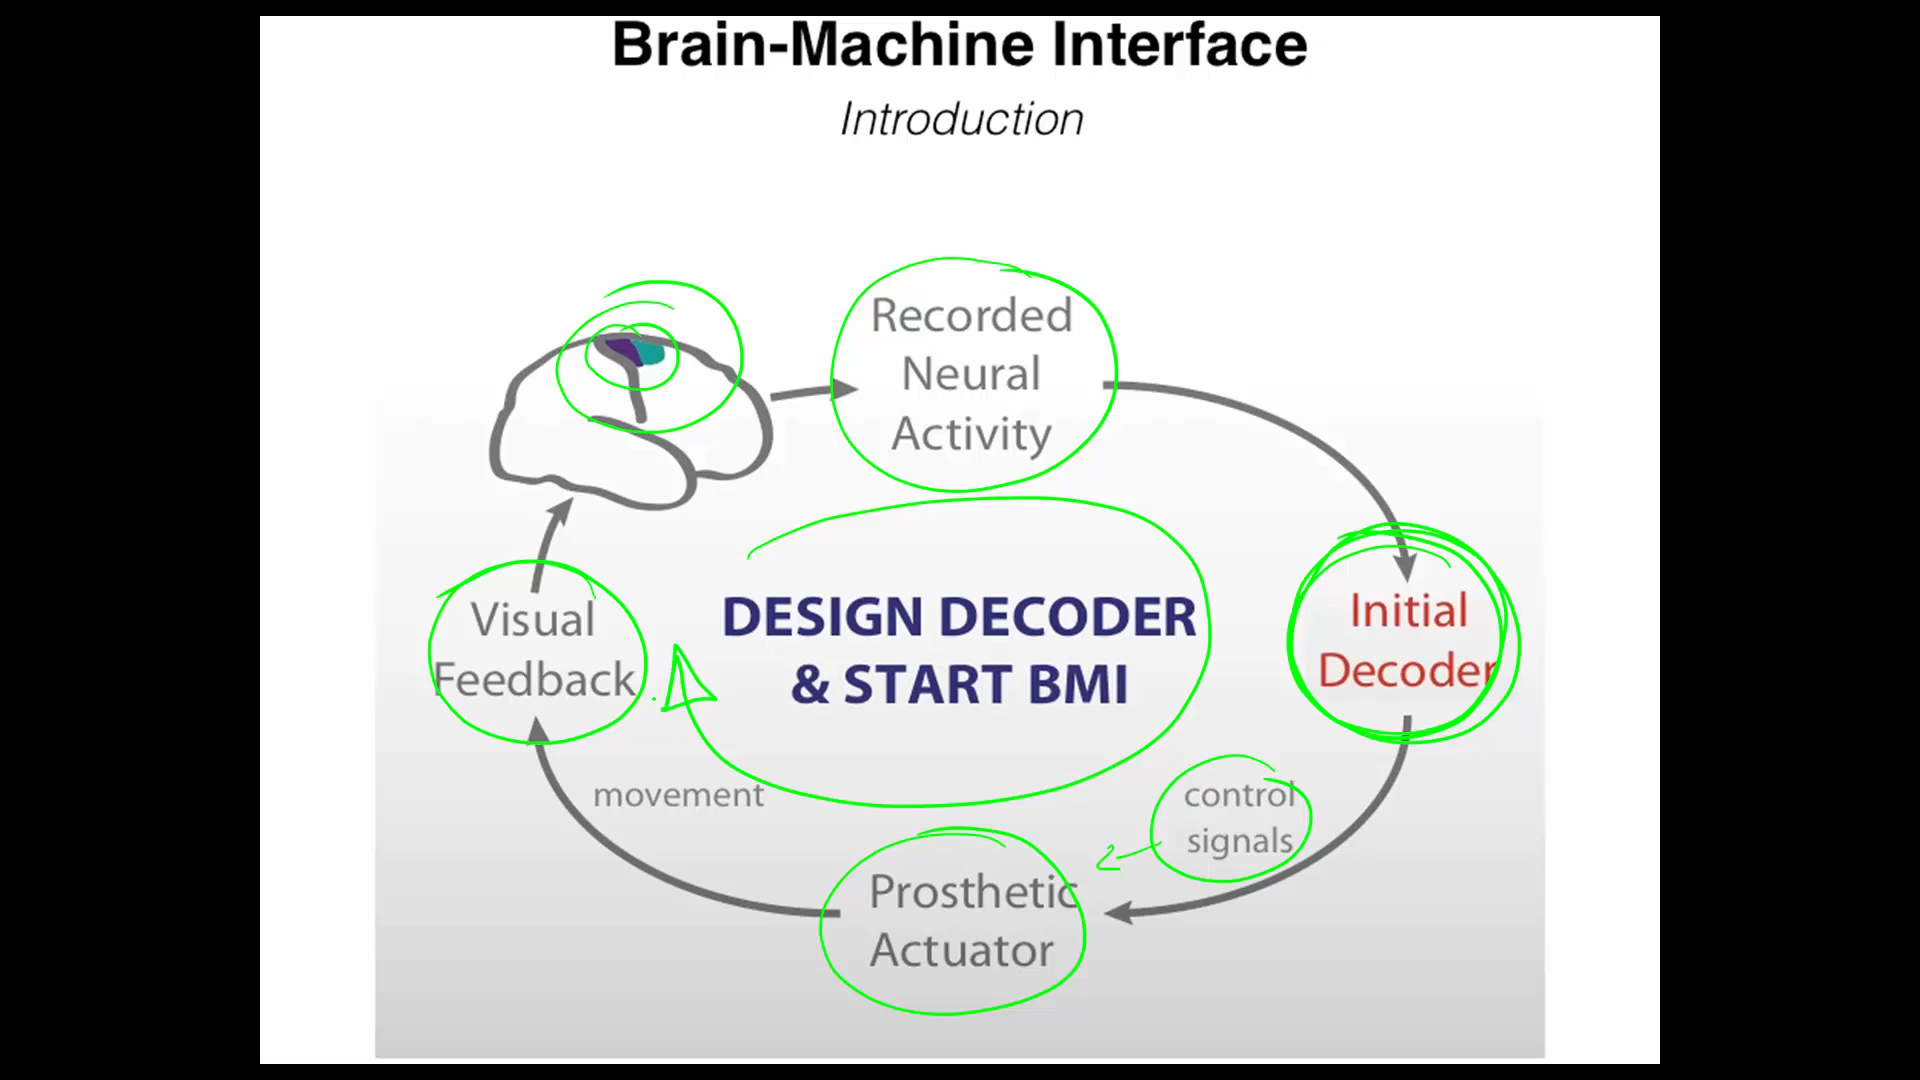 Brain-Machine Interface
Introduction
Recorded
Neural
Activity
Initial
Decoder
DESIGN DECODER
& START BMI
Visual
Feedback
movement
control
signals
Prosthetic
Actuator